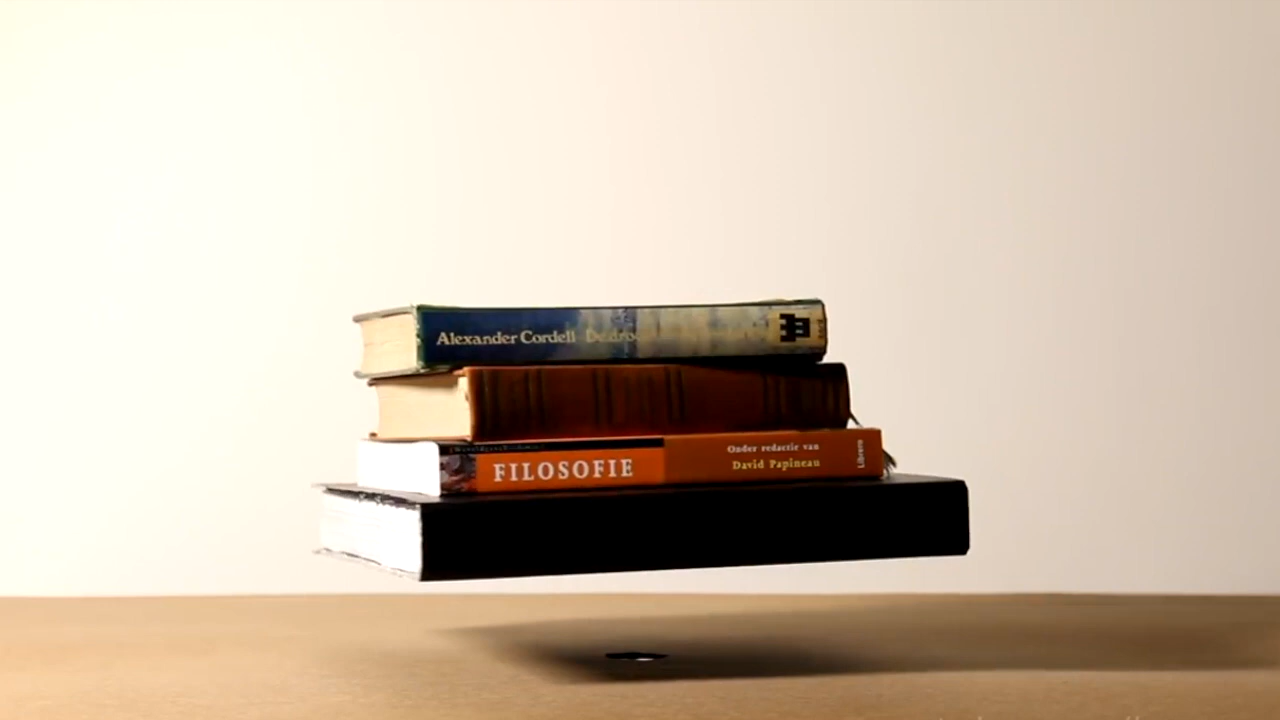 Alexander Cordell
FILOSOFIE
Onder redactie van
David Papineau
Librero